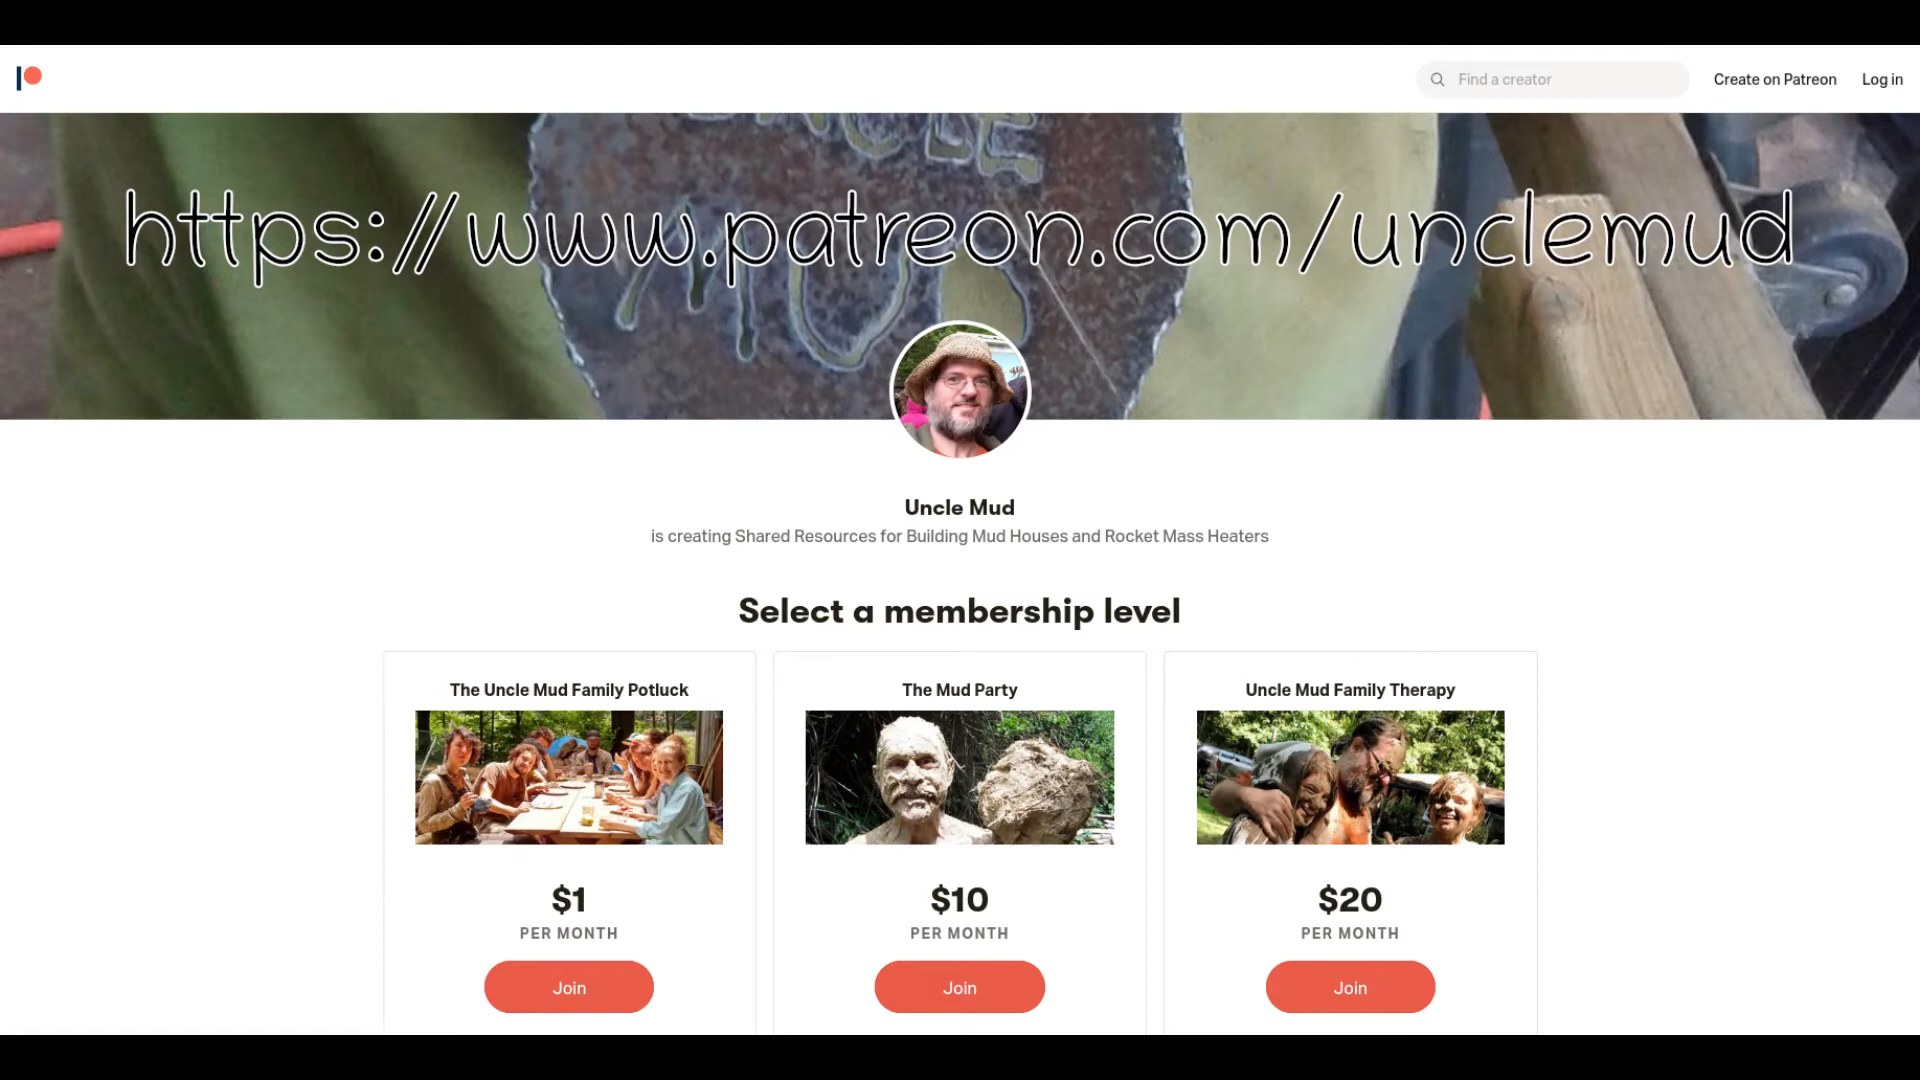 Find a creator
Create on Patreon
Log in
UNCLE
MUD
https://www.patreon.com/unclemud
Uncle Mud
is creating Shared Resources for Building Mud Houses and Rocket Mass Heaters
Select a membership level
The Uncle Mud Family Potluck
The Mud Party
Uncle Mud Family Therapy
$1
$10
$20
PER MONTH
PER MONTH
PER MONTH
Join
Join
Join